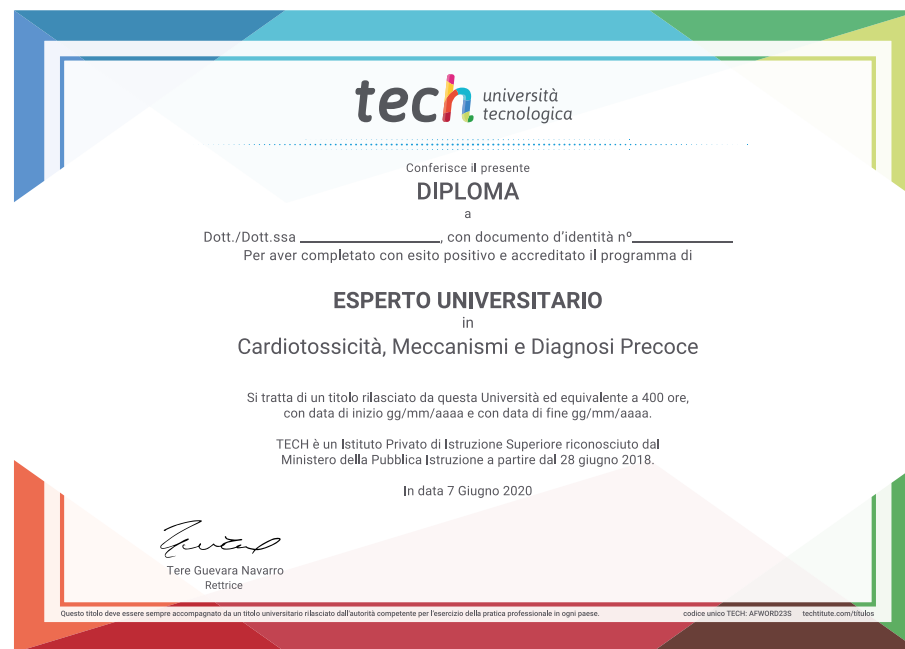 tech università
tecnologica
Conferisce il presente
DIPLOMA
a
Dott./Dott.ssa ____________________, con documento d'identità nº______________
Per aver completato con esito positivo e accreditato il programma di
ESPERTO UNIVERSITARIO
in
Cardiotossicità, Meccanismi e Diagnosi Precoce
Si tratta di un titolo rilasciato da questa Università ed equivalente a 400 ore,
con data di inizio gg/mm/aaaa e con data di fine gg/mm/aaaa.
TECH è un Istituto Privato di Istruzione Superiore riconosciuto dal
Ministero della Pubblica Istruzione a partire dal 28 giugno 2018.
In data 7 Giugno 2020
Tere Guevara Navarro
Rettrice
Questo titolo deve essere sempre accompagnato da un titolo universitario rilasciato dall'autorità competente per l'esercizio della pratica professionale in ogni paese. codice unico TECH: AFWORD23S techtitute.com/titulos